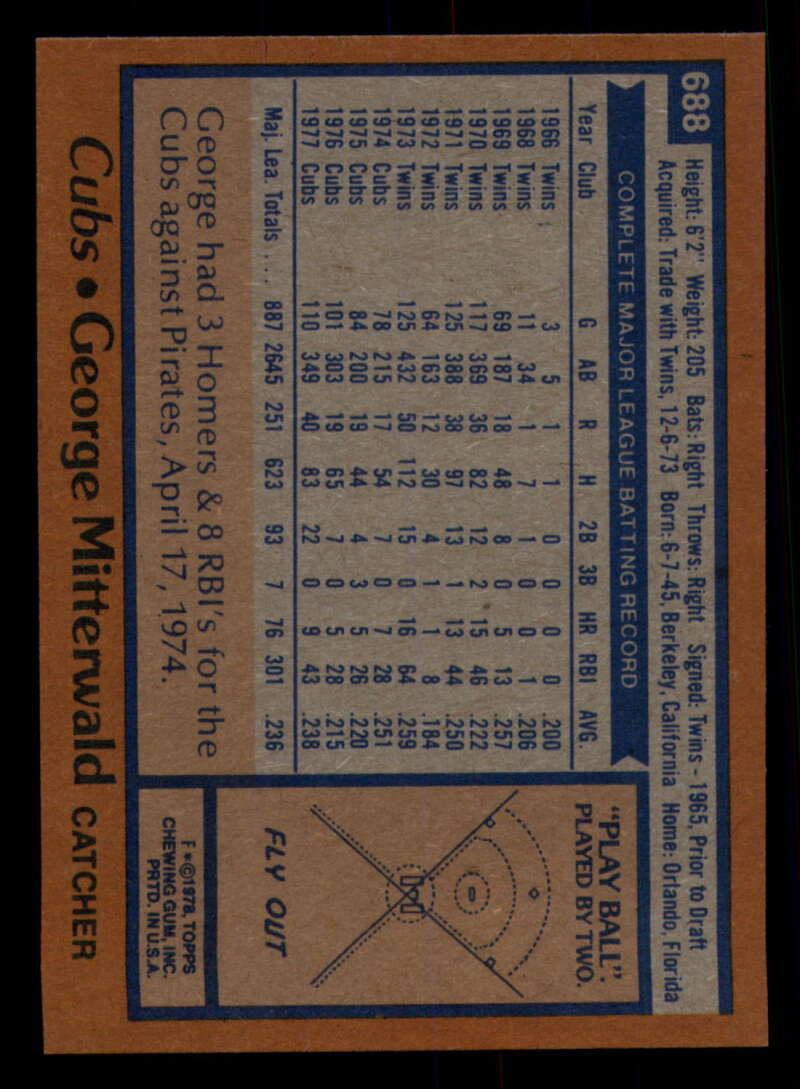 688
Height: 6'2" Weight: 205 Bats: Right Throws: Right Signed: Twins - 1965, Prior to Draft
Acquired: Trade with Twins, 12-6-73 Born: 6-7-45, Berkeley, California Home: Orlando, Florida
COMPLETE MAJOR LEAGUE BATTING RECORD
Year Club G AB R H 2B 3B HR RBI AVG.
1966 Twins 3 5 1 1 0 0 0 0 .200
1968 Twins 11 34 1 7 1 0 0 1 .206
1969 Twins 69 187 18 48 8 0 5 13 .257
1970 Twins 117 369 36 82 12 2 15 46 .222
1971 Twins 125 388 38 97 13 1 13 44 .250
1972 Twins 64 163 12 30 4 1 1 8 .184
1973 Twins 125 432 50 112 15 0 16 64 .259
1974 Cubs 78 215 17 54 7 0 7 28 .251
1975 Cubs 84 200 19 44 4 3 5 26 .220
1976 Cubs 101 303 19 65 7 0 5 28 .215
1977 Cubs 110 349 40 83 22 0 9 43 .238
Maj. Lea. Totals .... 887 2645 251 623 93 7 76 301 .236
George had 3 Homers & 8 RBI's for the
Cubs against Pirates, April 17, 1974.
"PLAY BALL".
PLAYED BY TWO.
FLY OUT
F*©1978, TOPPS
CHEWING GUM, INC.
PRTD. IN U.S.A.
Cubs • George Mitterwald CATCHER